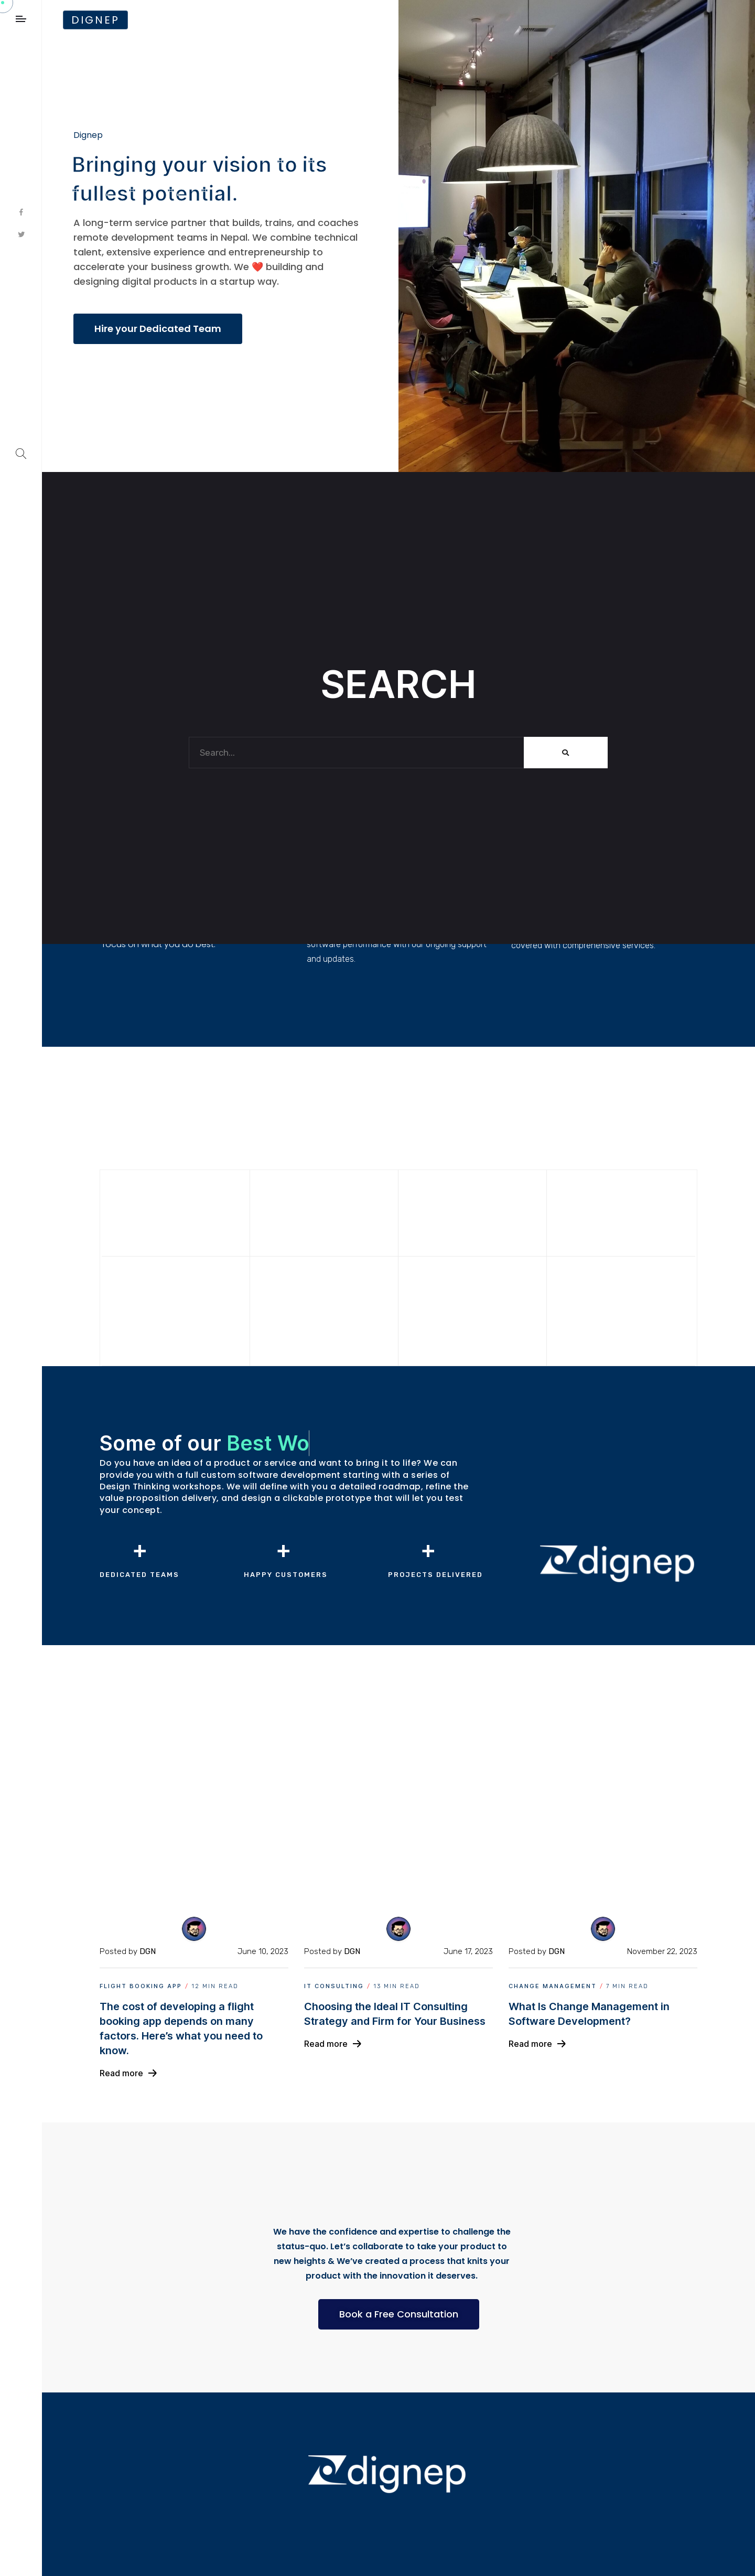 DIGNEP
Dignep
Bringing your vision to its
fullest potential.
A long-term service partner that builds, trains, and coaches
remote development teams in Nepal. We combine technical
talent, extensive experience and entrepreneurship to
accelerate your business growth. We ❤️ building and
designing digital products in a startup way.
Hire your Dedicated Team
SEARCH
Search...
focus on what you do best.
software performance with our ongoing support
and updates.
covered with comprehensive services.
Some of our Best Wo
Do you have an idea of a product or service and want to bring it to life? We can
provide you with a full custom software development starting with a series of
Design Thinking workshops. We will define with you a detailed roadmap, refine the
value proposition delivery, and design a clickable prototype that will let you test
your concept.
+ + +
DEDICATED TEAMS HAPPY CUSTOMERS PROJECTS DELIVERED
dignep
Posted by DGN June 10, 2023
FLIGHT BOOKING APP / 12 MIN READ
The cost of developing a flight
booking app depends on many
factors. Here's what you need to
know.
Read more
Posted by DGN June 17, 2023
IT CONSULTING / 13 MIN READ
Choosing the Ideal IT Consulting
Strategy and Firm for Your Business
Read more
Posted by DGN November 22, 2023
CHANGE MANAGEMENT / 7 MIN READ
What Is Change Management in
Software Development?
Read more
We have the confidence and expertise to challenge the
status-quo. Let's collaborate to take your product to
new heights & We've created a process that knits your
product with the innovation it deserves.
Book a Free Consultation
dignep